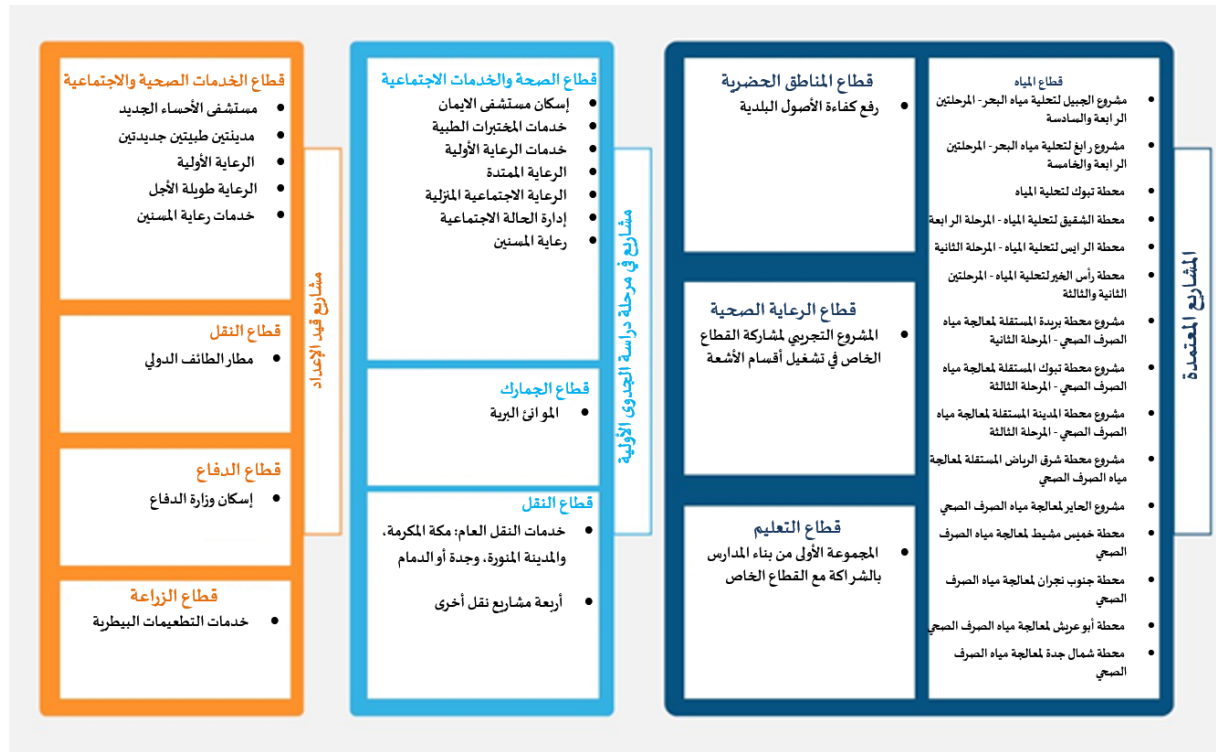 المشاريع المعتمدة
قطاع المياه
• مشروع الجبيل لتحلية مياه البحر - المرحلتين
الرابعة والسادسة
• مشروع رابغ لتحلية مياه البحر - المرحلتين
الرابعة والخامسة
• محطة تبوك لتحلية المياه
• محطة الشقيق لتحلية المياه - المرحلة الرابعة
• محطة الرايس لتحلية المياه - المرحلة الثانية
• محطة رأس الخير لتحلية المياه - المرحلتين
الثانية والثالثة
• مشروع محطة بريدة المستقلة لمعالجة مياه
الصرف الصحي - المرحلة الثانية
• مشروع محطة تبوك المستقلة لمعالجة مياه
الصرف الصحي - المرحلة الثالثة
• مشروع محطة المدينة المستقلة لمعالجة مياه
الصرف الصحي - المرحلة الثالثة
• مشروع محطة شرق الرياض المستقلة لمعالجة
مياه الصرف الصحي
• مشروع الحاير لمعالجة مياه الصرف الصحي
• محطة خميس مشيط لمعالجة مياه الصرف
الصحي
• محطة جنوب نجران لمعالجة مياه الصرف
الصحي
• محطة أبو عريش لمعالجة مياه الصرف الصحي
• محطة شمال جدة لمعالجة مياه الصرف
الصحي
قطاع المناطق الحضرية
• رفع كفاءة الأصول البلدية
قطاع الرعاية الصحية
• المشروع التجريبي لمشاركة القطاع
الخاص في تشغيل أقسام الأشعة
قطاع التعليم
• المجموعة الأولى من بناء المدارس
بالشراكة مع القطاع الخاص
مشاريع في مرحلة دراسة الجدوى الأولية
قطاع الصحة والخدمات الاجتماعية
• إسكان مستشفى الايمان
• خدمات المختبرات الطبية
• خدمات الرعاية الأولية
• الرعاية الممتدة
• الرعاية الاجتماعية المنزلية
• إدارة الحالة الاجتماعية
• رعاية المسنين
قطاع الجمارك
• الموانئ البرية
قطاع النقل
• خدمات النقل العام: مكة المكرمة،
والمدينة المنورة، وجدة أو الدمام
• أربعة مشاريع نقل أخرى
مشاريع قيد الإعداد
قطاع الخدمات الصحية والاجتماعية
• مستشفى الأحساء الجديد
• مدينتين طبيتين جديدتين
• الرعاية الأولية
• الرعاية طويلة الأجل
• خدمات رعاية المسنين
قطاع النقل
• مطار الطائف الدولي
قطاع الدفاع
• إسكان وزارة الدفاع
قطاع الزراعة
• خدمات التطعيمات البيطرية